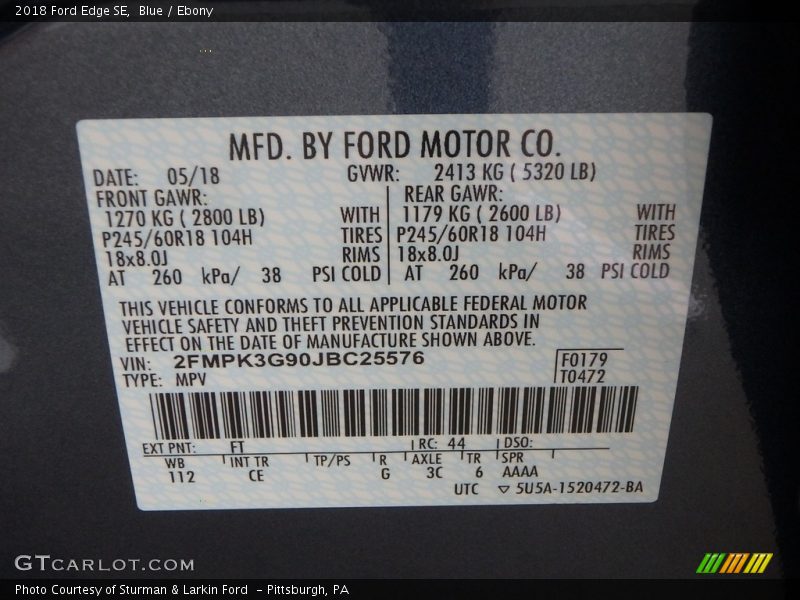 2018 Ford Edge SE, Blue / Ebony
MFD. BY FORD MOTOR CO.
DATE: 05/18 GVWR: 2413 KG ( 5320 LB)
FRONT GAWR: REAR GAWR:
1270 KG ( 2800 LB) WITH 1179 KG ( 2600 LB) WITH
P245/60R18 104H TIRES P245/60R18 104H TIRES
18x8.0J RIMS 18x8.0J RIMS
AT 260 kPa/ 38 PSI COLD AT 260 kPa/ 38 PSI COLD
THIS VEHICLE CONFORMS TO ALL APPLICABLE FEDERAL MOTOR
VEHICLE SAFETY AND THEFT PREVENTION STANDARDS IN
EFFECT ON THE DATE OF MANUFACTURE SHOWN ABOVE.
VIN: 2FMPK3G90JBC25576 F0179
TYPE: MPV T0472
EXT PNT: FT RC: 44 DSO:
WB INT TR TP/PS R AXLE TR SPR
112 CE G 3C 6 AAAA
UTC ▽ 5U5A-1520472-BA
GTCARLOT.COM
Photo Courtesy of Sturman & Larkin Ford - Pittsburgh, PA